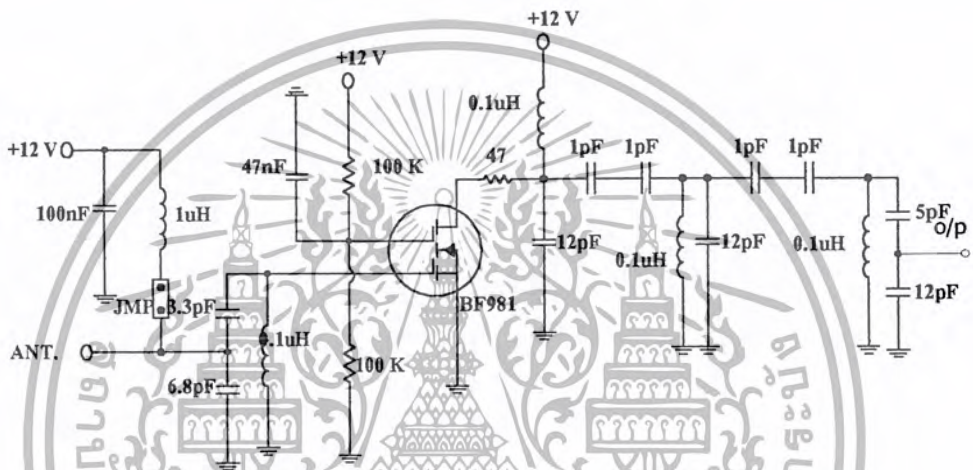 +12 V
+12 V
0.1uH
+12 V
47
1pF
1pF
1pF
1pF
47nF
100 K
100nF
1uH
5pF
o/p
12pF
12pF
0.1uH
0.1uH
12pF
JMP
3.3pF
BF981
ANT.
0.1uH
100 K
6.8pF